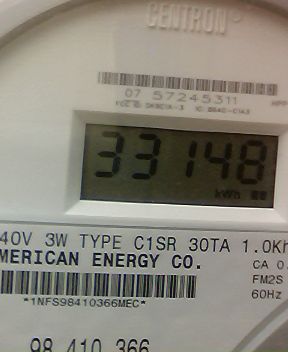 CENTRON
07 57245311
33148
kWh
40V 3W TYPE C1SR 30TA 1.0Kh
MERICAN ENERGY CO.
CA 0.
FM2S
60Hz
*1NFS98410366MEC*
98 410 366